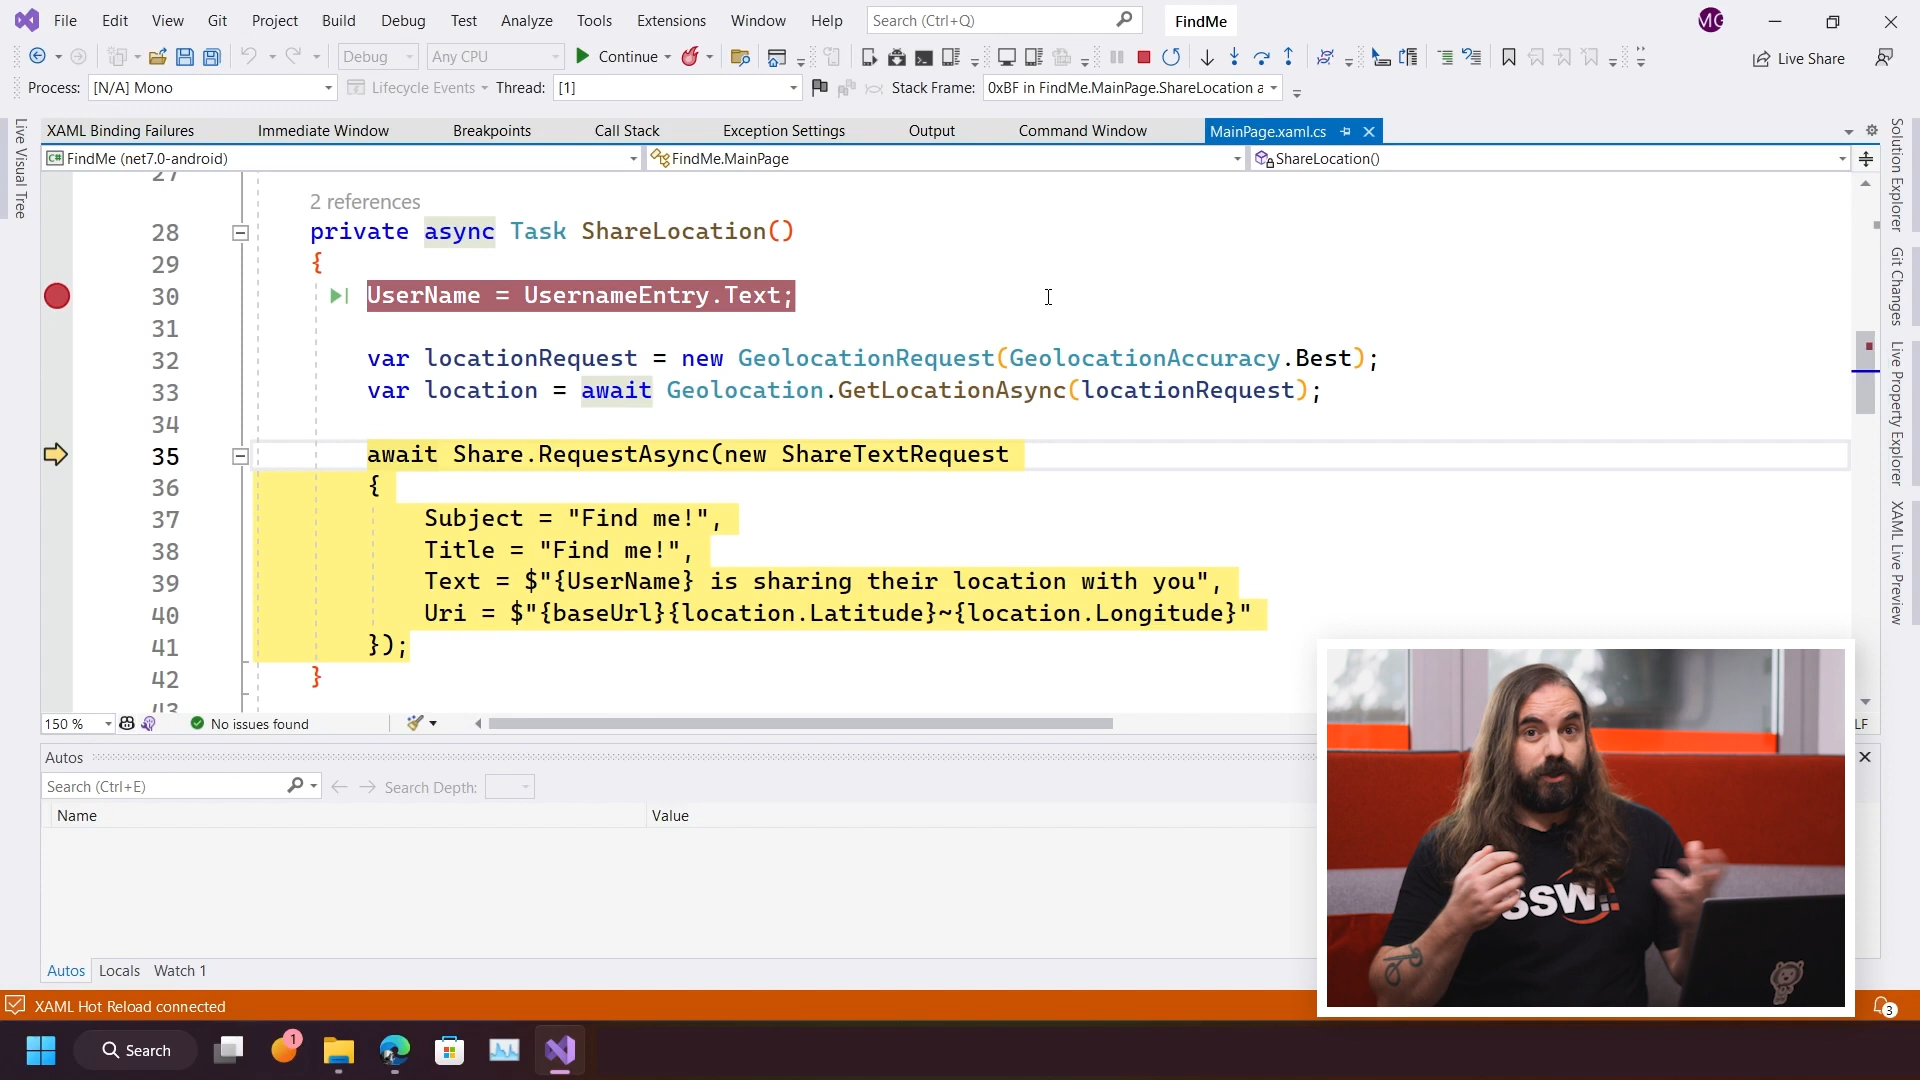 File Edit View Git Project Build Debug Test Analyze Tools Extensions Window Help Search (Ctrl+Q) FindMe MG
Debug Any CPU Continue Live Share
Process: [N/A] Mono Lifecycle Events Thread: [1] Stack Frame: 0xBF in FindMe.MainPage.ShareLocation a
XAML Binding Failures Immediate Window Breakpoints Call Stack Exception Settings Output Command Window MainPage.xaml.cs
FindMe (net7.0-android) FindMe.MainPage ShareLocation()
Live Visual Tree
Solution Explorer
Git Changes
Live Property Explorer
XAML Live Preview
27
2 references
28 private async Task ShareLocation()
29 {
30 UserName = UsernameEntry.Text;
31
32 var locationRequest = new GeolocationRequest(GeolocationAccuracy.Best);
33 var location = await Geolocation.GetLocationAsync(locationRequest);
34
35 await Share.RequestAsync(new ShareTextRequest
36 {
37 Subject = "Find me!",
38 Title = "Find me!",
39 Text = $"{UserName} is sharing their location with you",
40 Uri = $"{baseUrl}{location.Latitude}~{location.Longitude}"
41 });
42 }
43
150 % No issues found LF
Autos
Search (Ctrl+E) Search Depth:
Name Value
Autos Locals Watch 1
SSW
XAML Hot Reload connected 3
Search 1